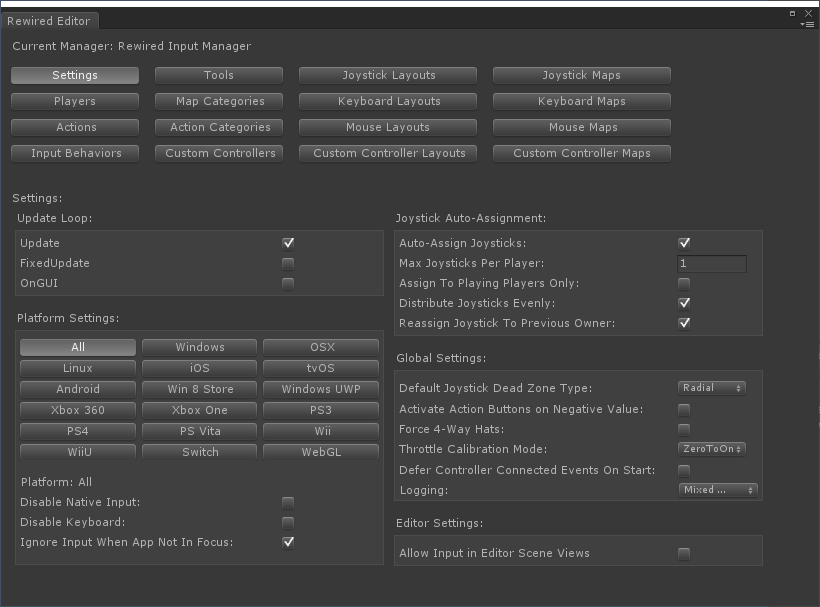 Rewired Editor
Current Manager: Rewired Input Manager
Settings Tools Joystick Layouts Joystick Maps
Players Map Categories Keyboard Layouts Keyboard Maps
Actions Action Categories Mouse Layouts Mouse Maps
Input Behaviors Custom Controllers Custom Controller Layouts Custom Controller Maps
Settings:
Update Loop:
Update
FixedUpdate
OnGUI
Platform Settings:
All Windows OSX
Linux iOS tvOS
Android Win 8 Store Windows UWP
Xbox 360 Xbox One PS3
PS4 PS Vita Wii
WiiU Switch WebGL
Platform: All
Disable Native Input:
Disable Keyboard:
Ignore Input When App Not In Focus:
Joystick Auto-Assignment:
Auto-Assign Joysticks:
Max Joysticks Per Player: 1
Assign To Playing Players Only:
Distribute Joysticks Evenly:
Reassign Joystick To Previous Owner:
Global Settings:
Default Joystick Dead Zone Type: Radial
Activate Action Buttons on Negative Value:
Force 4-Way Hats:
Throttle Calibration Mode: ZeroToOn
Defer Controller Connected Events On Start:
Logging: Mixed ...
Editor Settings:
Allow Input in Editor Scene Views